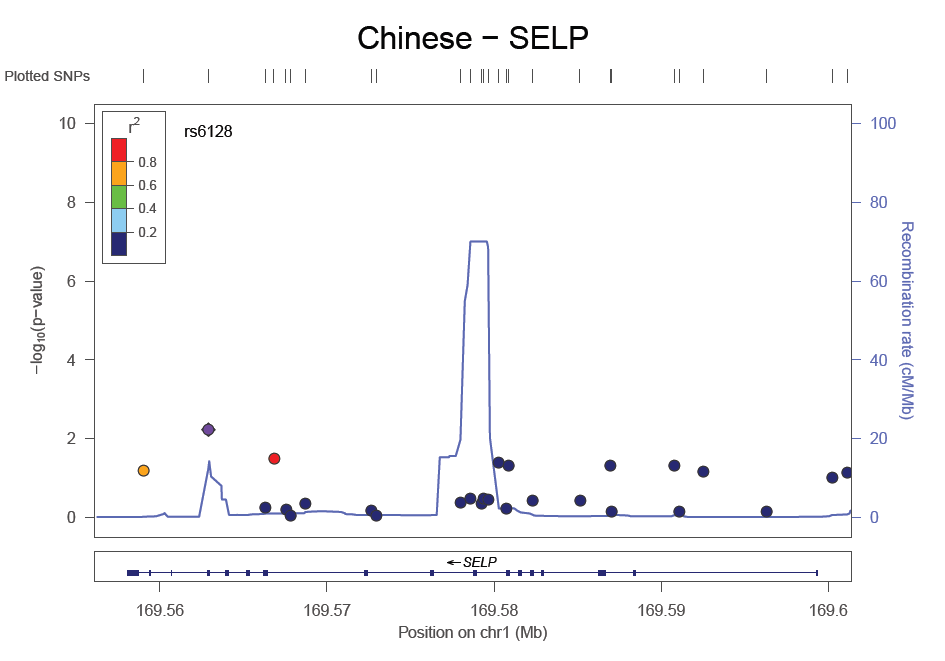 Chinese − SELP
Plotted SNPs
r2
0.8
0.6
0.4
0.2
rs6128
10
8
6
4
2
0
−log10(p−value)
100
80
60
40
20
0
Recombination rate (cM/Mb)
←SELP
169.56 169.57 169.58 169.59 169.6
Position on chr1 (Mb)